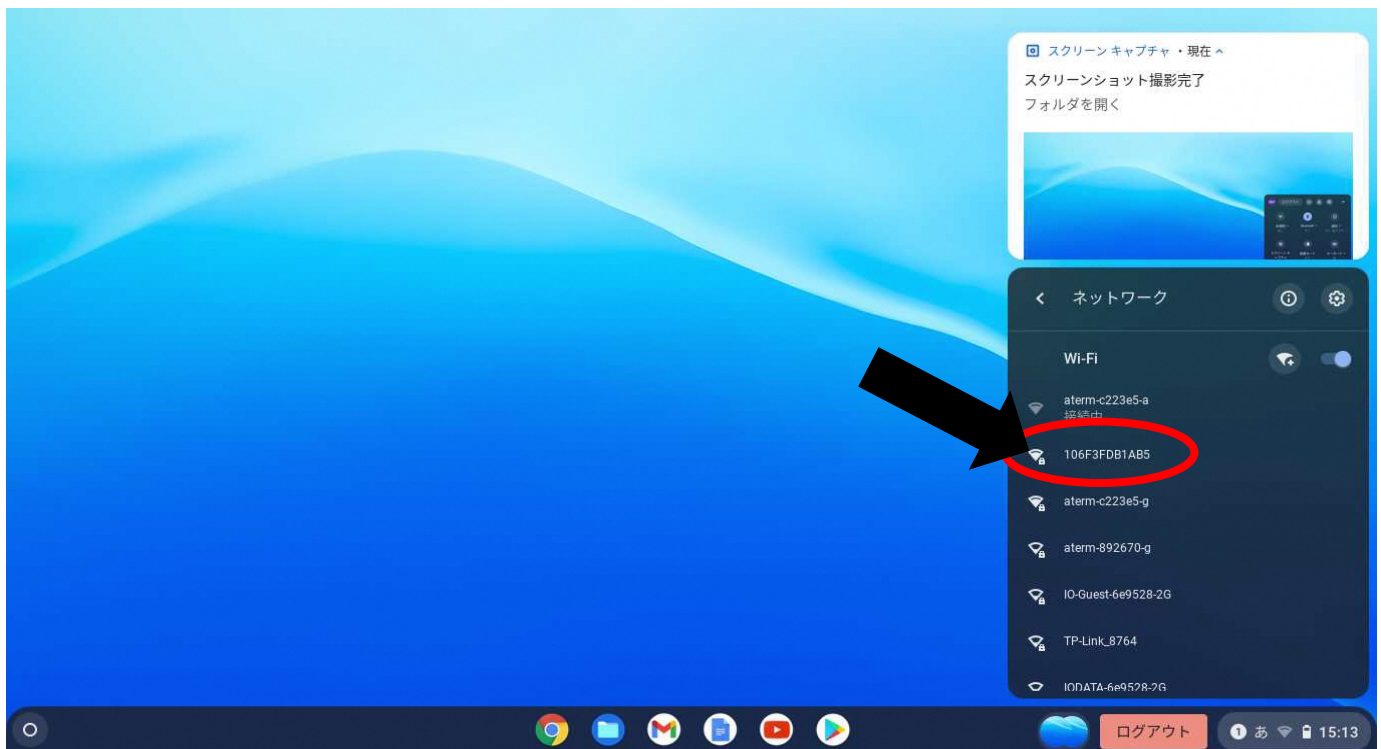 スクリーン キャプチャ ・現在
スクリーンショット撮影完了
フォルダを開く
ネットワーク
Wi-Fi
aterm-c223e5-a
接続中
106F3FDB1AB5
aterm-c223e5-g
aterm-892670-g
IO-Guest-6e9528-2G
TP-Link_8764
IODATA-6e9528-2G
ログアウト
1 あ 15:13